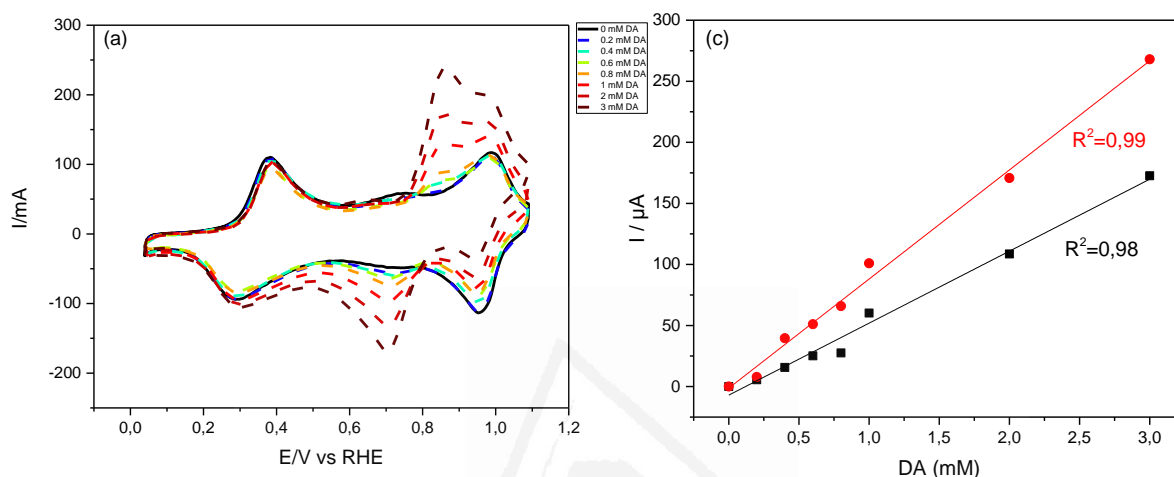 (a)
300
200
100
0
-100
-200
I/mA
0,0 0,2 0,4 0,6 0,8 1,0 1,2
E/V vs RHE
0 mM DA
0.2 mM DA
0.4 mM DA
0.6 mM DA
0.8 mM DA
1 mM DA
2 mM DA
3 mM DA
(c)
300
250
200
150
100
50
0
I / µA
R²=0,99
R²=0,98
0,0 0,5 1,0 1,5 2,0 2,5 3,0
DA (mM)